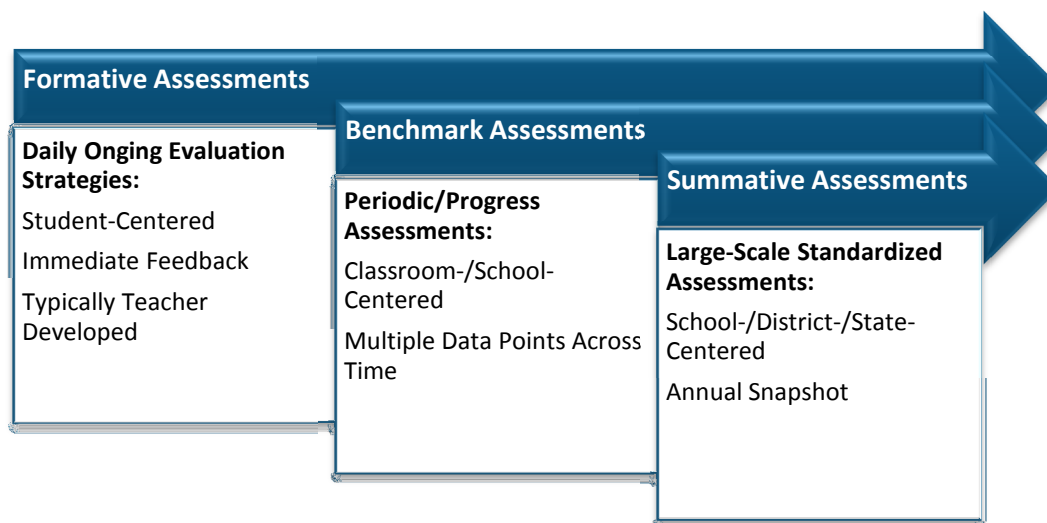 Formative Assessments
Daily Onging Evaluation
Strategies:
Student-Centered
Immediate Feedback
Typically Teacher
Developed
Benchmark Assessments
Periodic/Progress
Assessments:
Classroom-/School-
Centered
Multiple Data Points Across
Time
Summative Assessments
Large-Scale Standardized
Assessments:
School-/District-/State-
Centered
Annual Snapshot